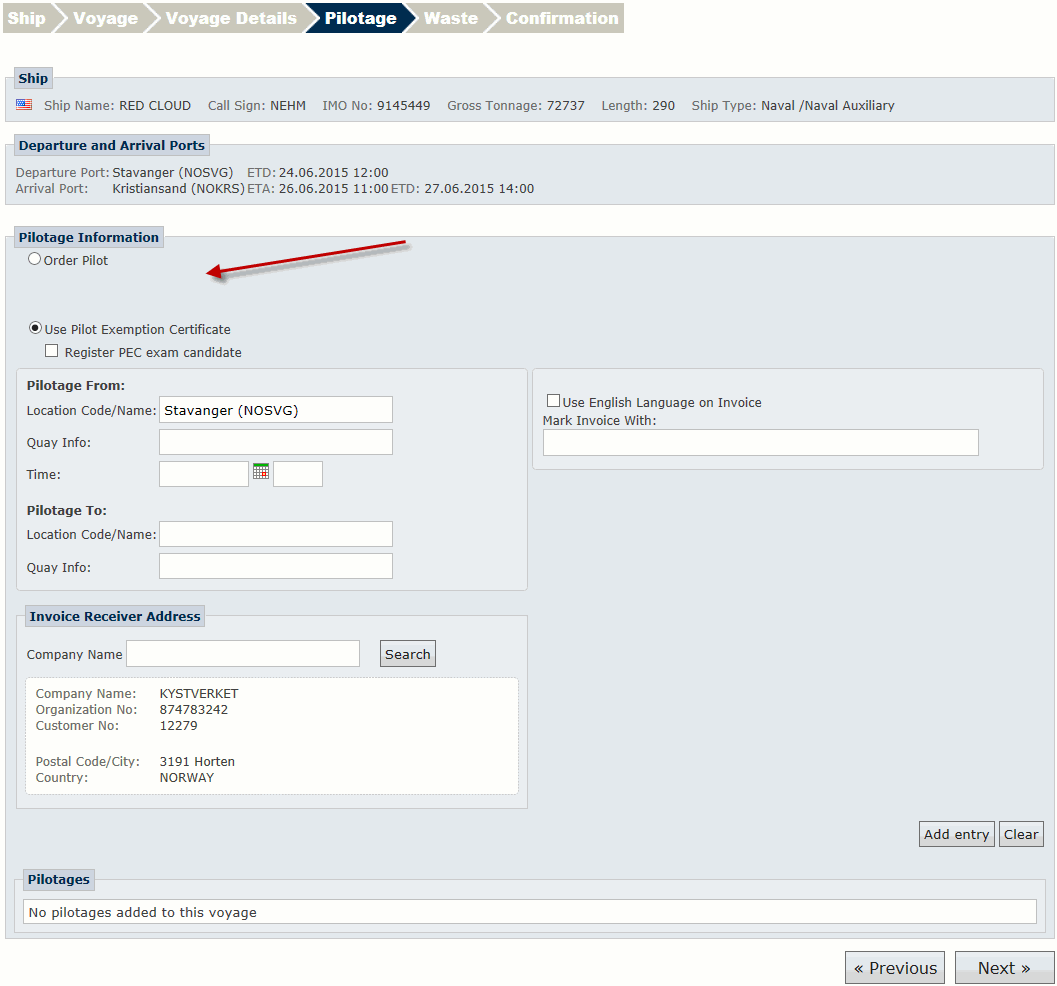 Ship Voyage Voyage Details Pilotage Waste Confirmation
Ship
Ship Name: RED CLOUD Call Sign: NEHM IMO No: 9145449 Gross Tonnage: 72737 Length: 290 Ship Type: Naval /Naval Auxiliary
Departure and Arrival Ports
Departure Port: Stavanger (NOSVG) ETD: 24.06.2015 12:00
Arrival Port: Kristiansand (NOKRS) ETA: 26.06.2015 11:00 ETD: 27.06.2015 14:00
Pilotage Information
Order Pilot
Use Pilot Exemption Certificate
Register PEC exam candidate
Pilotage From:
Location Code/Name: Stavanger (NOSVG)
Quay Info:
Time:
Pilotage To:
Location Code/Name:
Quay Info:
Use English Language on Invoice
Mark Invoice With:
Invoice Receiver Address
Company Name Search
Company Name: KYSTVERKET
Organization No: 874783242
Customer No: 12279
Postal Code/City: 3191 Horten
Country: NORWAY
Add entry Clear
Pilotages
No pilotages added to this voyage
« Previous Next »